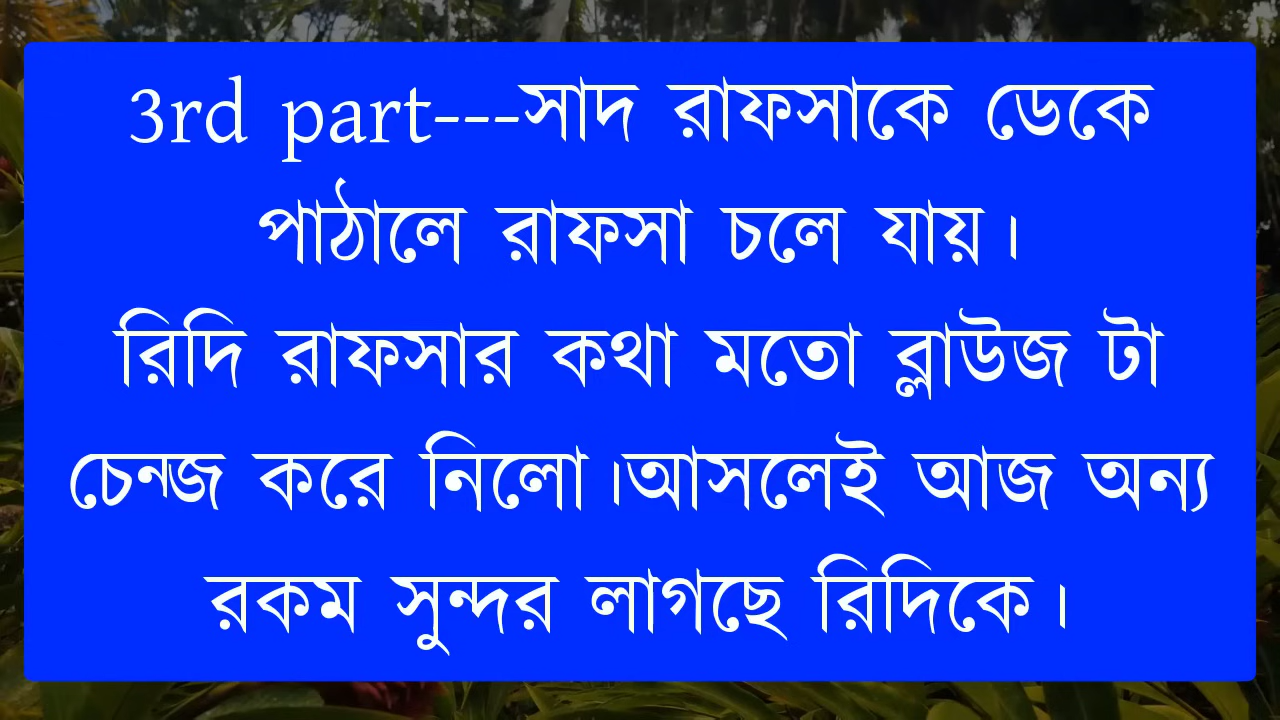 3rd part---সাদ রাফসাকে ডেকে
পাঠালে রাফসা চলে যায়।
রিদি রাফসার কথা মতো ব্লাউজ টা
চেন্জ করে নিলো।আসলেই আজ অন্য
রকম সুন্দর লাগছে রিদিকে।